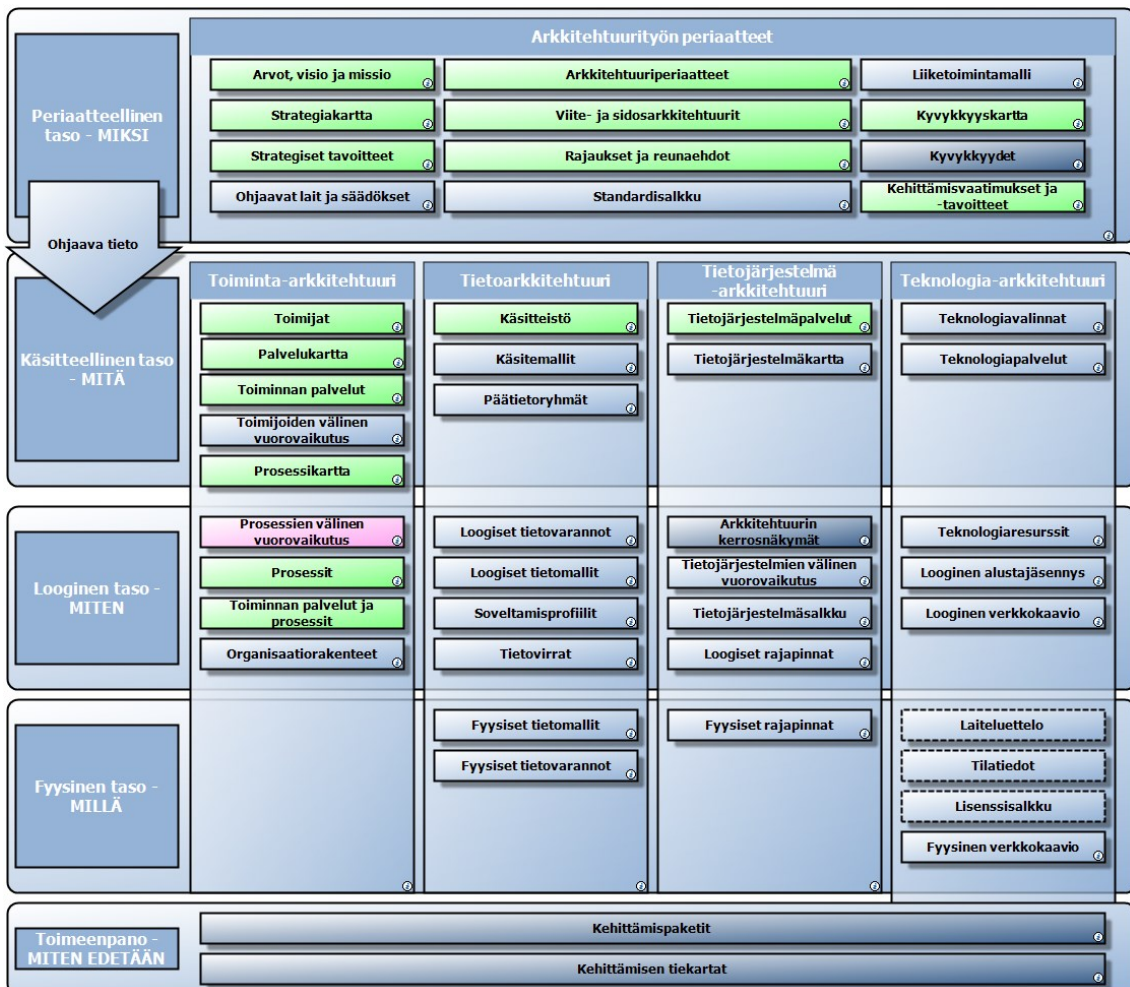 Arkkitehtuurityön periaatteet
Periaatteellinen
taso - MIKSI
Arvot, visio ja missio
Arkkitehtuuriperiaatteet
Liiketoimintamalli
Strategiakartta
Viite- ja sidosarkkitehtuurit
Kyvykkyyskartta
Strategiset tavoitteet
Rajaukset ja reunaehdot
Kyvykkyydet
Ohjaavat lait ja säädökset
Standardisalkku
Kehittämisvaatimukset ja
-tavoitteet
Ohjaava tieto
Käsitteellinen taso
- MITÄ
Toiminta-arkkitehtuuri
Toimijat
Palvelukartta
Toiminnan palvelut
Toimijoiden välinen
vuorovaikutus
Prosessikartta
Tietoarkkitehtuuri
Käsitteistö
Käsitemallit
Päätietoryhmät
Tietojärjestelmä
-arkkitehtuuri
Tietojärjestelmäpalvelut
Tietojärjestelmäkartta
Teknologia-arkkitehtuuri
Teknologiavalinnat
Teknologiapalvelut
Looginen taso -
MITEN
Prosessien välinen
vuorovaikutus
Prosessit
Toiminnan palvelut ja
prosessit
Organisaatiorakenteet
Loogiset tietovarannot
Loogiset tietomallit
Soveltamisprofiilit
Tietovirrat
Arkkitehtuurin
kerrosnäkymät
Tietojärjestelmien välinen
vuorovaikutus
Tietojärjestelmäsalkku
Loogiset rajapinnat
Teknologiaresurssit
Looginen alustajäsennys
Looginen verkkokaavio
Fyysinen taso -
MILLÄ
Fyysiset tietomallit
Fyysiset tietovarannot
Fyysiset rajapinnat
Laiteluettelo
Tilatiedot
Lisenssisalkku
Fyysinen verkkokaavio
Toimeenpano -
MITEN EDETÄÄN
Kehittämispaketit
Kehittämisen tiekartat